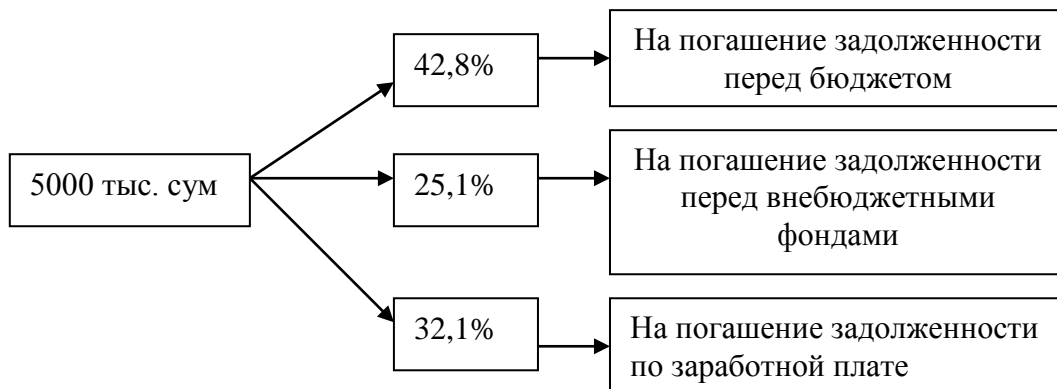 5000 тыс. сум
42,8%
На погашение задолженности
перед бюджетом
25,1%
На погашение задолженности
перед внебюджетными
фондами
32,1%
На погашение задолженности
по заработной плате